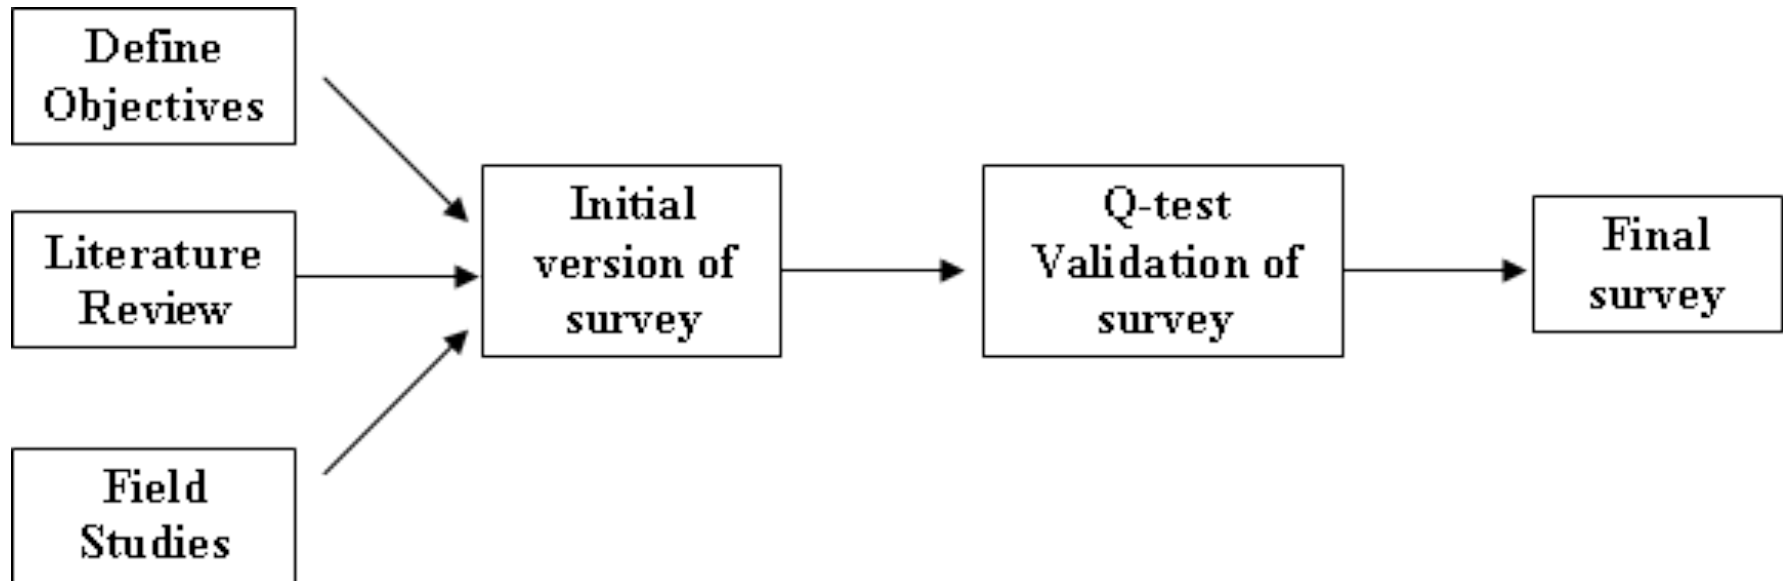 Define
Objectives
Literature
Review
Field
Studies
Initial
version of
survey
Q-test
Validation of
survey
Final
survey